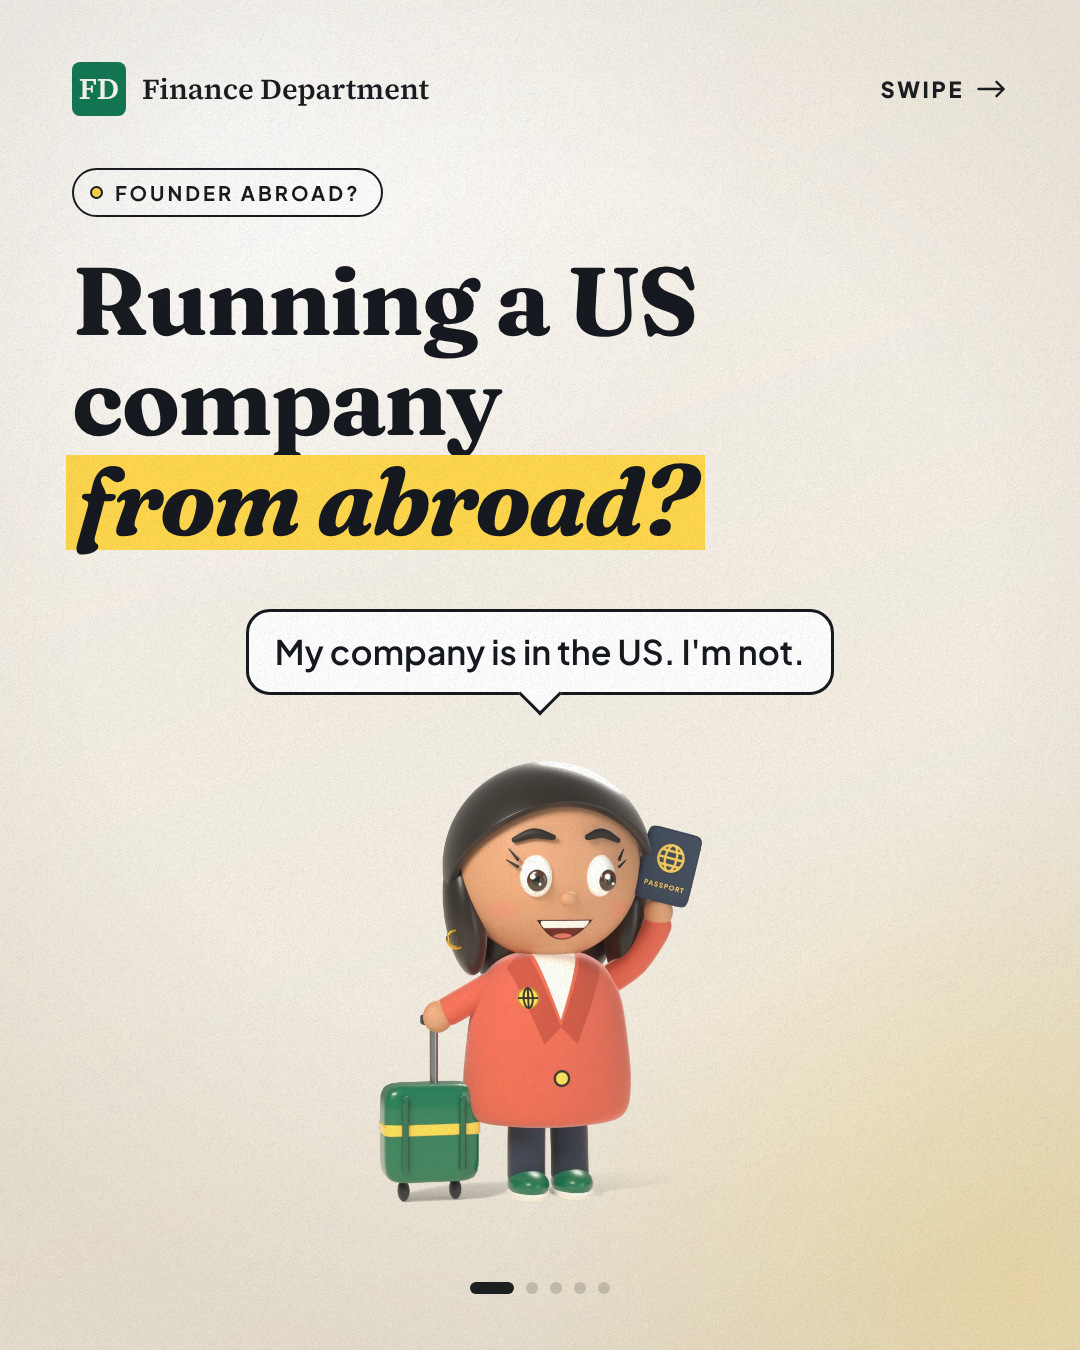 FD Finance Department
SWIPE
FOUNDER ABROAD?
Running a US
company
from abroad?
My company is in the US. I'm not.
PASSPORT